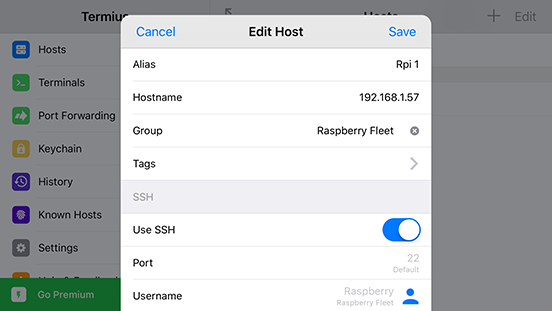 Termius
Hosts
Edit
Cancel
Edit Host
Save
Hosts
Terminals
Port Forwarding
Keychain
History
Known Hosts
Settings
Go Premium
Alias
Rpi 1
Hostname
192.168.1.57
Group
Raspberry Fleet
Tags
SSH
Use SSH
Port
22
Default
Username
Raspberry
Raspberry Fleet